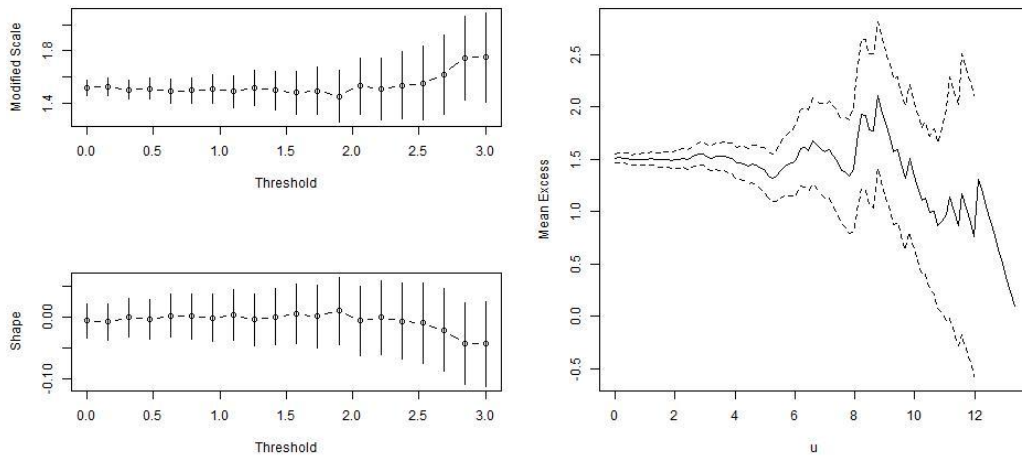 Modified Scale
1.4 1.8
0.0 0.5 1.0 1.5 2.0 2.5 3.0
Threshold
Shape
-0.10 0.00
0.0 0.5 1.0 1.5 2.0 2.5 3.0
Threshold
Mean Excess
-0.5 0.0 0.5 1.0 1.5 2.0 2.5
0 2 4 6 8 10 12
u